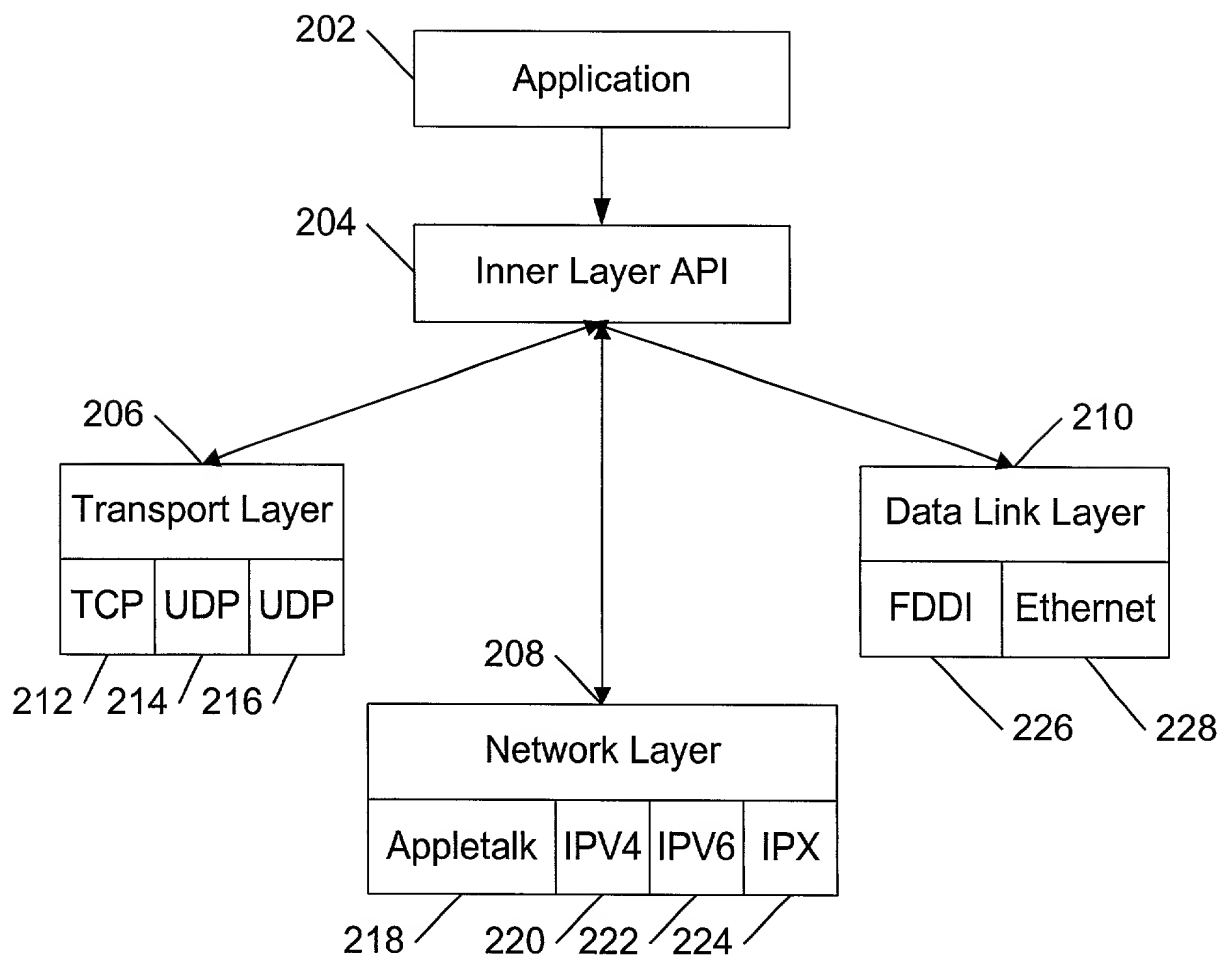 202
Application
204
Inner Layer API
206
210
Transport Layer
Data Link Layer
TCP UDP UDP
FDDI Ethernet
212 214 216
208
226 228
Network Layer
Appletalk IPV4 IPV6 IPX
218 220 222 224